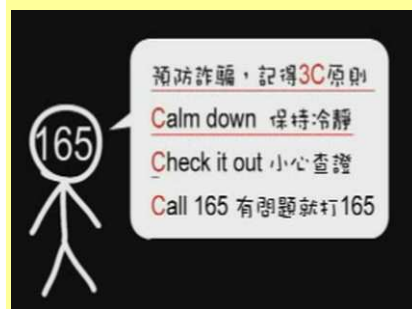 165
預防詐騙，記得3C原則
Calm down 保持冷靜
Check it out 小心查證
Call 165 有問題就打165